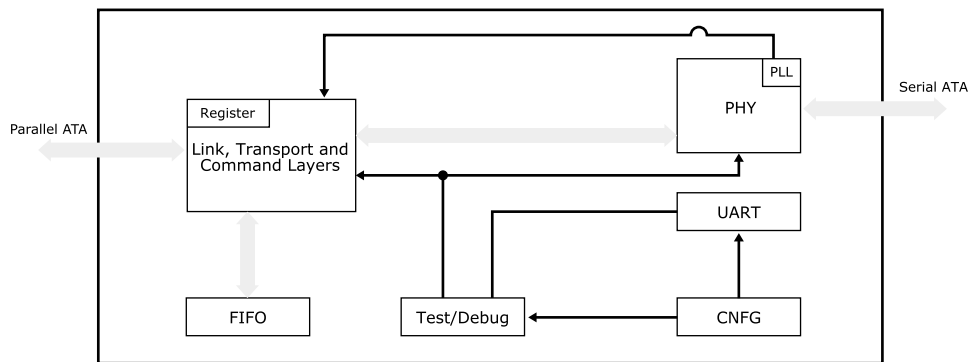 PLL
Serial ATA
PHY
Register
Parallel ATA
Link, Transport and
Command Layers
UART
FIFO
Test/Debug
CNFG